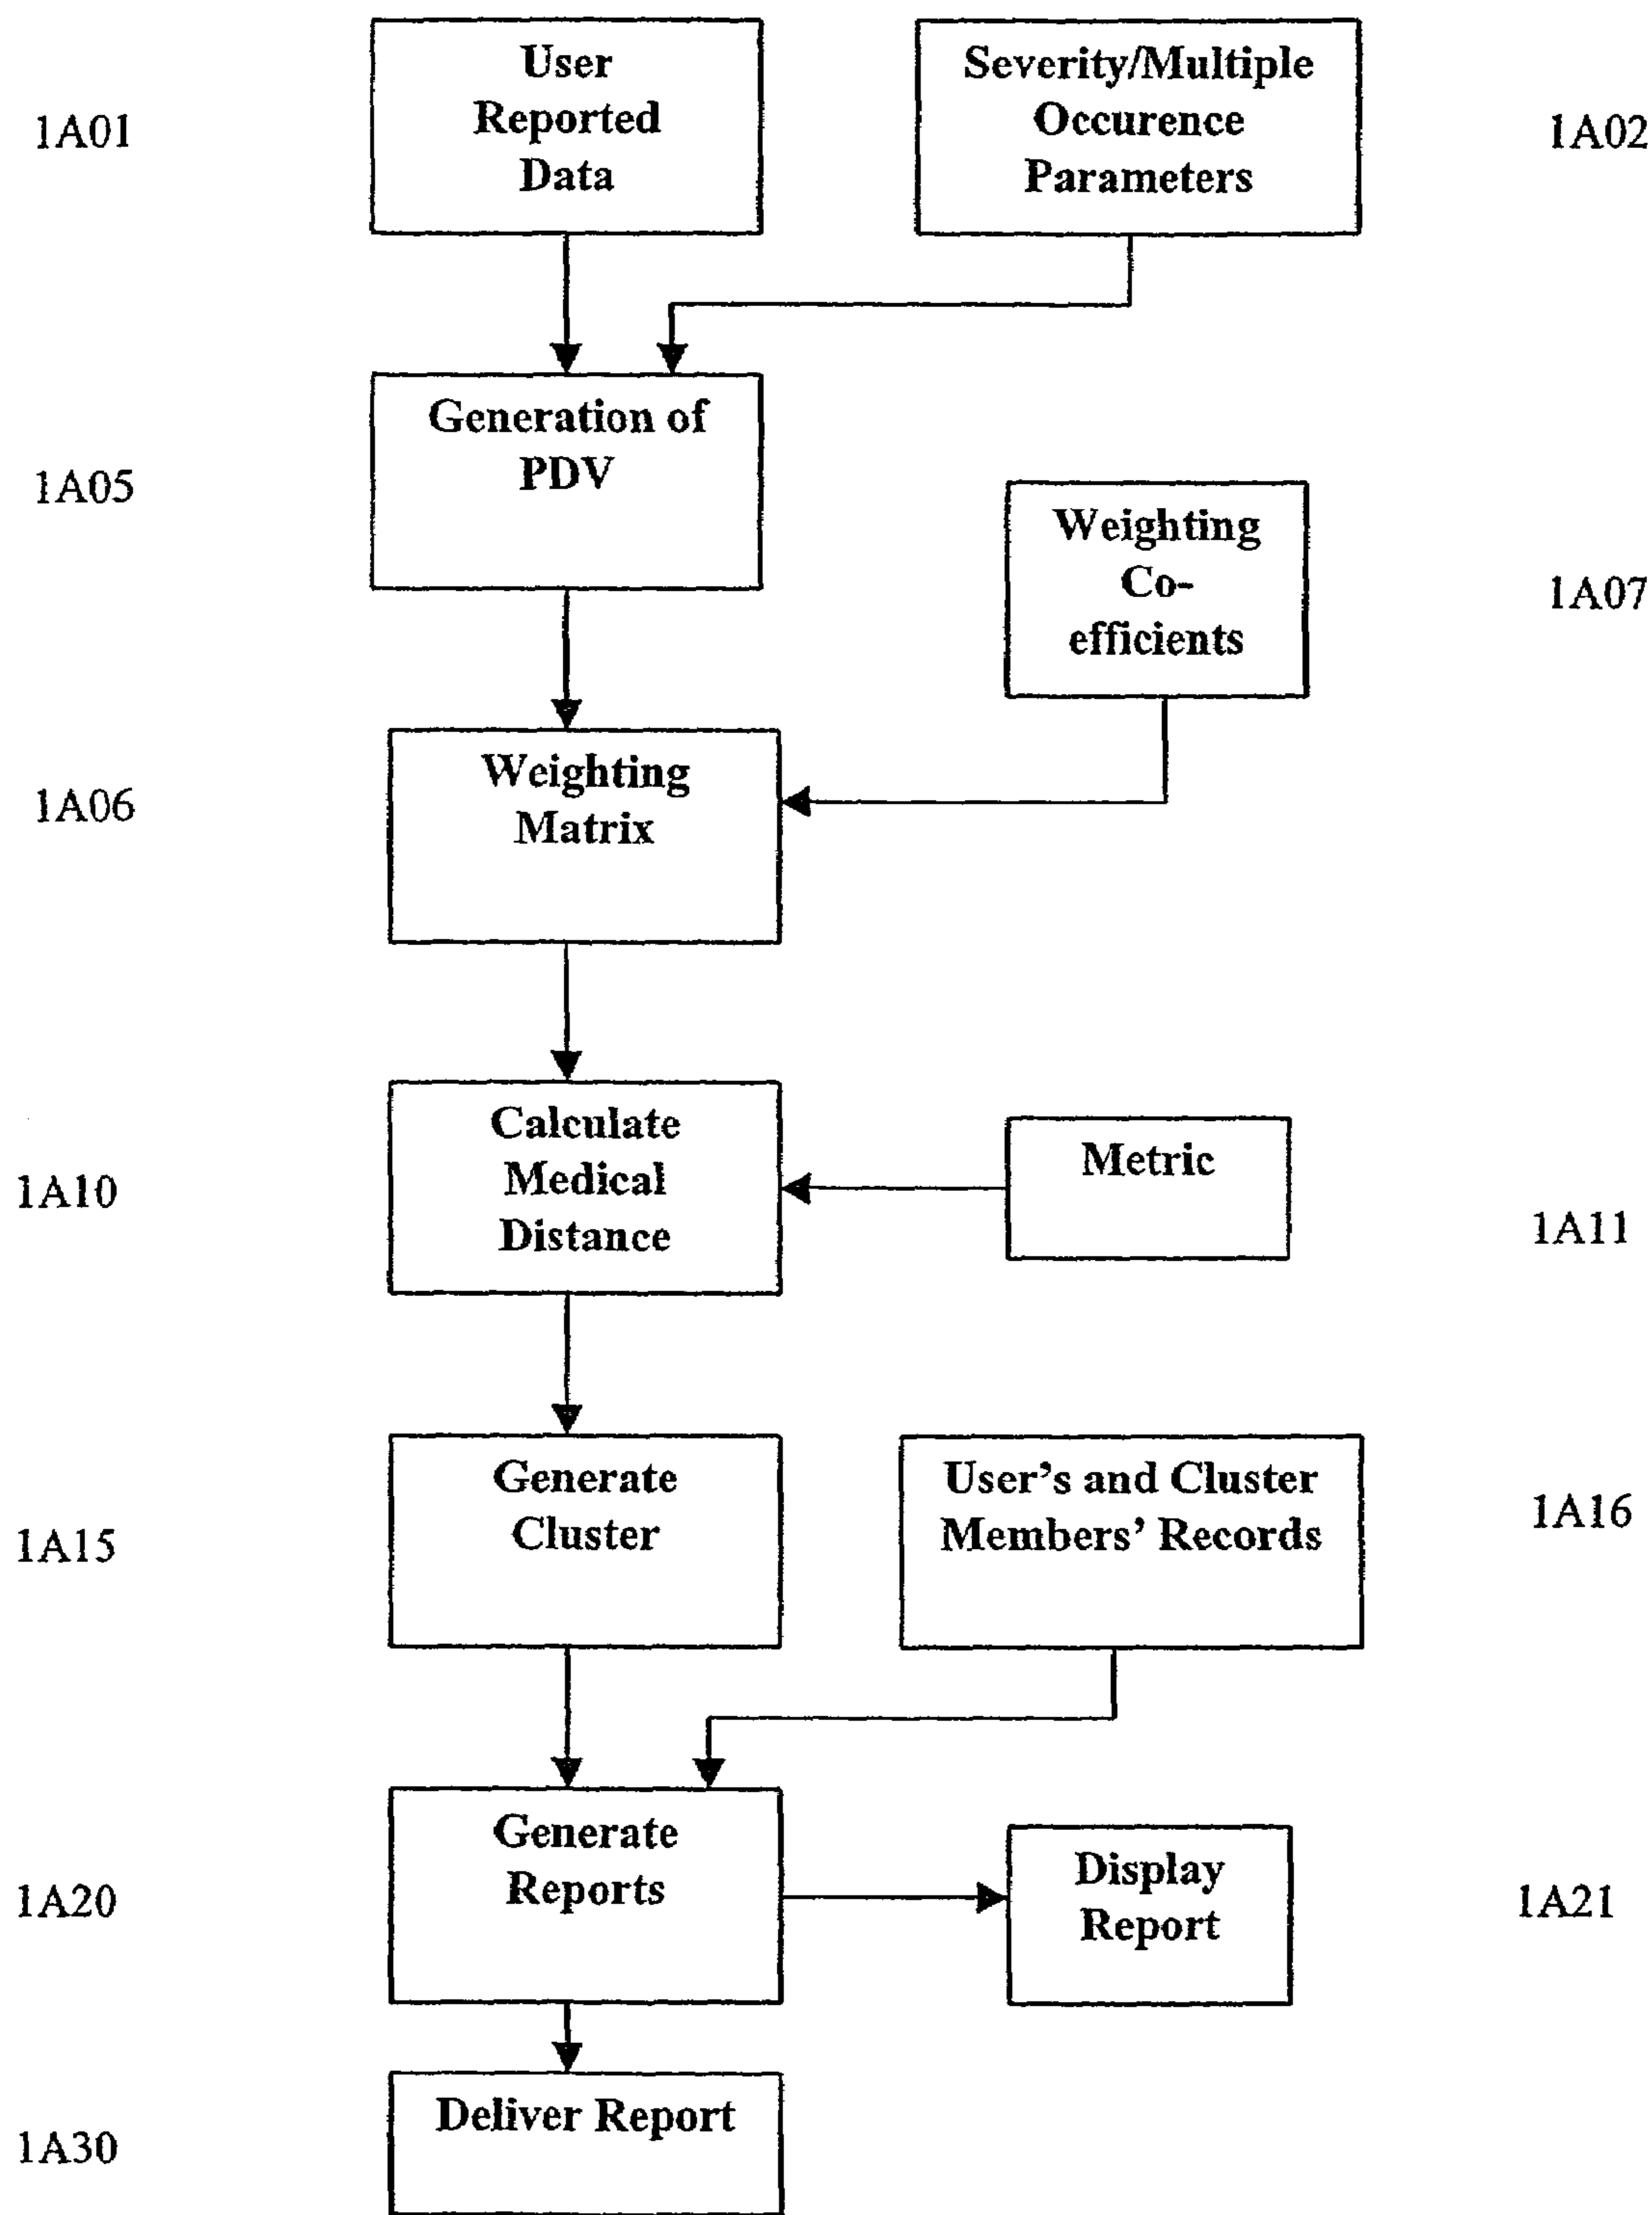 User
Reported
Data
Severity/Multiple
Occurence
Parameters
1A01
1A02
Generation of
PDV
1A05
Weighting
Co-
efficients
1A07
Weighting
Matrix
1A06
Calculate
Medical
Distance
Metric
1A10
1A11
Generate
Cluster
User's and Cluster
Members' Records
1A15
1A16
Generate
Reports
Display
Report
1A20
1A21
Deliver Report
1A30